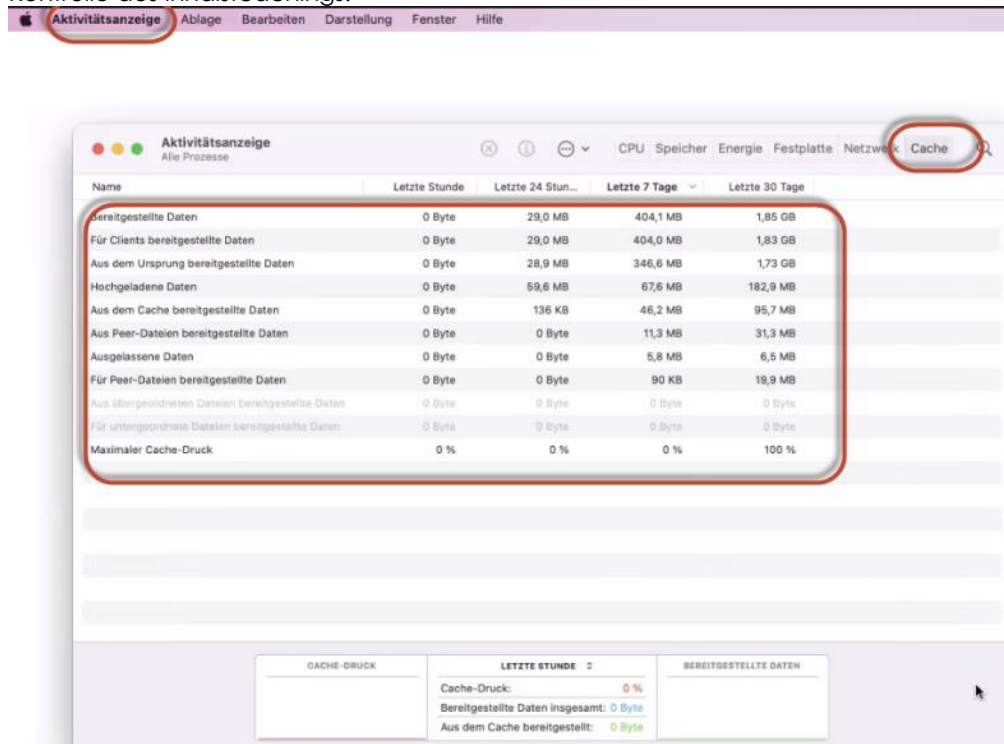 Kontrolle des Inhaltscachings:
Aktivitätsanzeige Ablage Bearbeiten Darstellung Fenster Hilfe
Aktivitätsanzeige
Alle Prozesse
CPU Speicher Energie Festplatte Netzwerk Cache
Name Letzte Stunde Letzte 24 Stun... Letzte 7 Tage Letzte 30 Tage
Bereitgestellte Daten 0 Byte 29,0 MB 404,1 MB 1,85 GB
Für Clients bereitgestellte Daten 0 Byte 29,0 MB 404,0 MB 1,83 GB
Aus dem Ursprung bereitgestellte Daten 0 Byte 28,9 MB 346,6 MB 1,73 GB
Hochgeladene Daten 0 Byte 59,6 MB 67,6 MB 182,9 MB
Aus dem Cache bereitgestellte Daten 0 Byte 136 KB 46,2 MB 95,7 MB
Aus Peer-Dateien bereitgestellte Daten 0 Byte 0 Byte 11,3 MB 31,3 MB
Ausgelassene Daten 0 Byte 0 Byte 5,8 MB 6,5 MB
Für Peer-Dateien bereitgestellte Daten 0 Byte 0 Byte 90 KB 19,9 MB
Aus übergeordneten Dateien bereitgestellte Daten 0 Byte 0 Byte 0 Byte 0 Byte
Für untergeordnete Dateien bereitgestellte Daten 0 Byte 0 Byte 0 Byte 0 Byte
Maximaler Cache-Druck 0 % 0 % 0 % 100 %
CACHE-DRUCK LETZTE STUNDE BEREITGESTELLTE DATEN
Cache-Druck: 0 %
Bereitgestellte Daten insgesamt: 0 Byte
Aus dem Cache bereitgestellt: 0 Byte